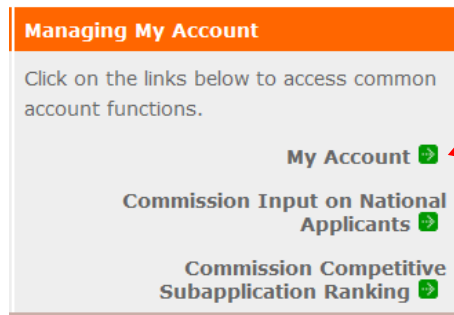 Managing My Account
Click on the links below to access common
account functions.
My Account
Commission Input on National
Applicants
Commission Competitive
Subapplication Ranking